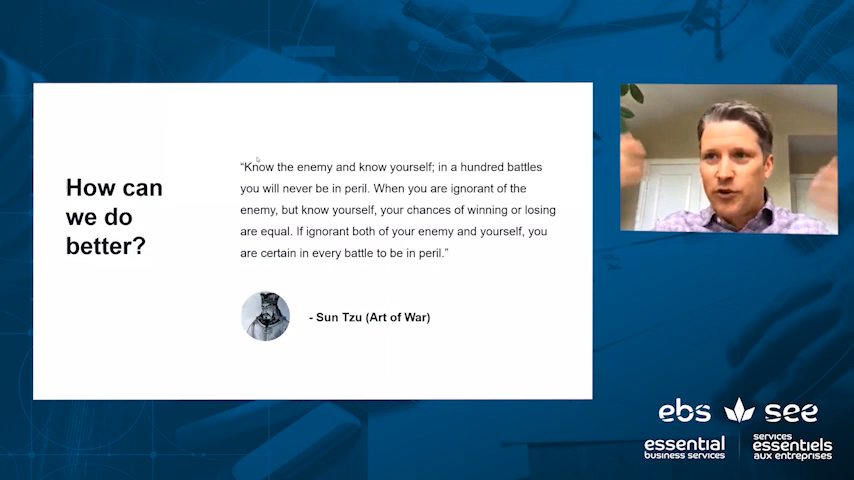 How can
we do
better?
“Know the enemy and know yourself; in a hundred battles
you will never be in peril. When you are ignorant of the
enemy, but know yourself, your chances of winning or losing
are equal. If ignorant both of your enemy and yourself, you
are certain in every battle to be in peril.”
- Sun Tzu (Art of War)
ebs see
essential
business services
services
essentiels
aux entreprises